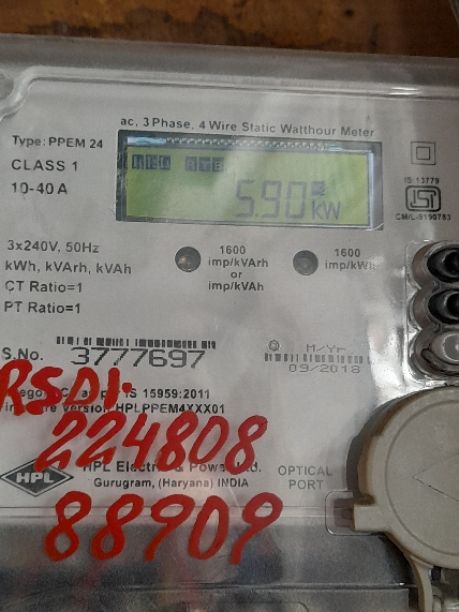 ac, 3 Phase, 4 Wire Static Watthour Meter
Type: PPEM 24
CLASS 1
10-40 A
5.90 kW
IS 13779
CM/L-9190783
3x240V, 50Hz
kWh, kVArh, kVAh
CT Ratio=1
PT Ratio=1
1600
imp/kVArh
or
imp/kVAh
1600
imp/kWh
S.No. 3777697
M/Yr
09/2018
RSDI.
IS 15959:2011
HPLPPEM4XXX01
224808
HPL
HPL Electric & Power Ltd.
Gurugram, (Haryana) INDIA
OPTICAL
PORT
88909